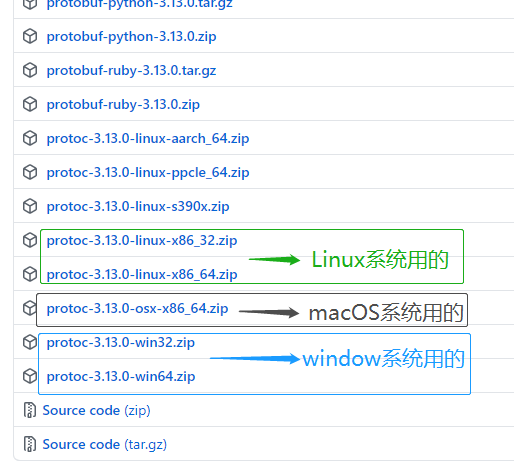 protobuf-python-3.13.0.tar.gz
protobuf-python-3.13.0.zip
protobuf-ruby-3.13.0.tar.gz
protobuf-ruby-3.13.0.zip
protoc-3.13.0-linux-aarch_64.zip
protoc-3.13.0-linux-ppcle_64.zip
protoc-3.13.0-linux-s390x.zip
protoc-3.13.0-linux-x86_32.zip
Linux系统用的
protoc-3.13.0-linux-x86_64.zip
protoc-3.13.0-osx-x86_64.zip
macOS系统用的
protoc-3.13.0-win32.zip
window系统用的
protoc-3.13.0-win64.zip
Source code (zip)
Source code (tar.gz)